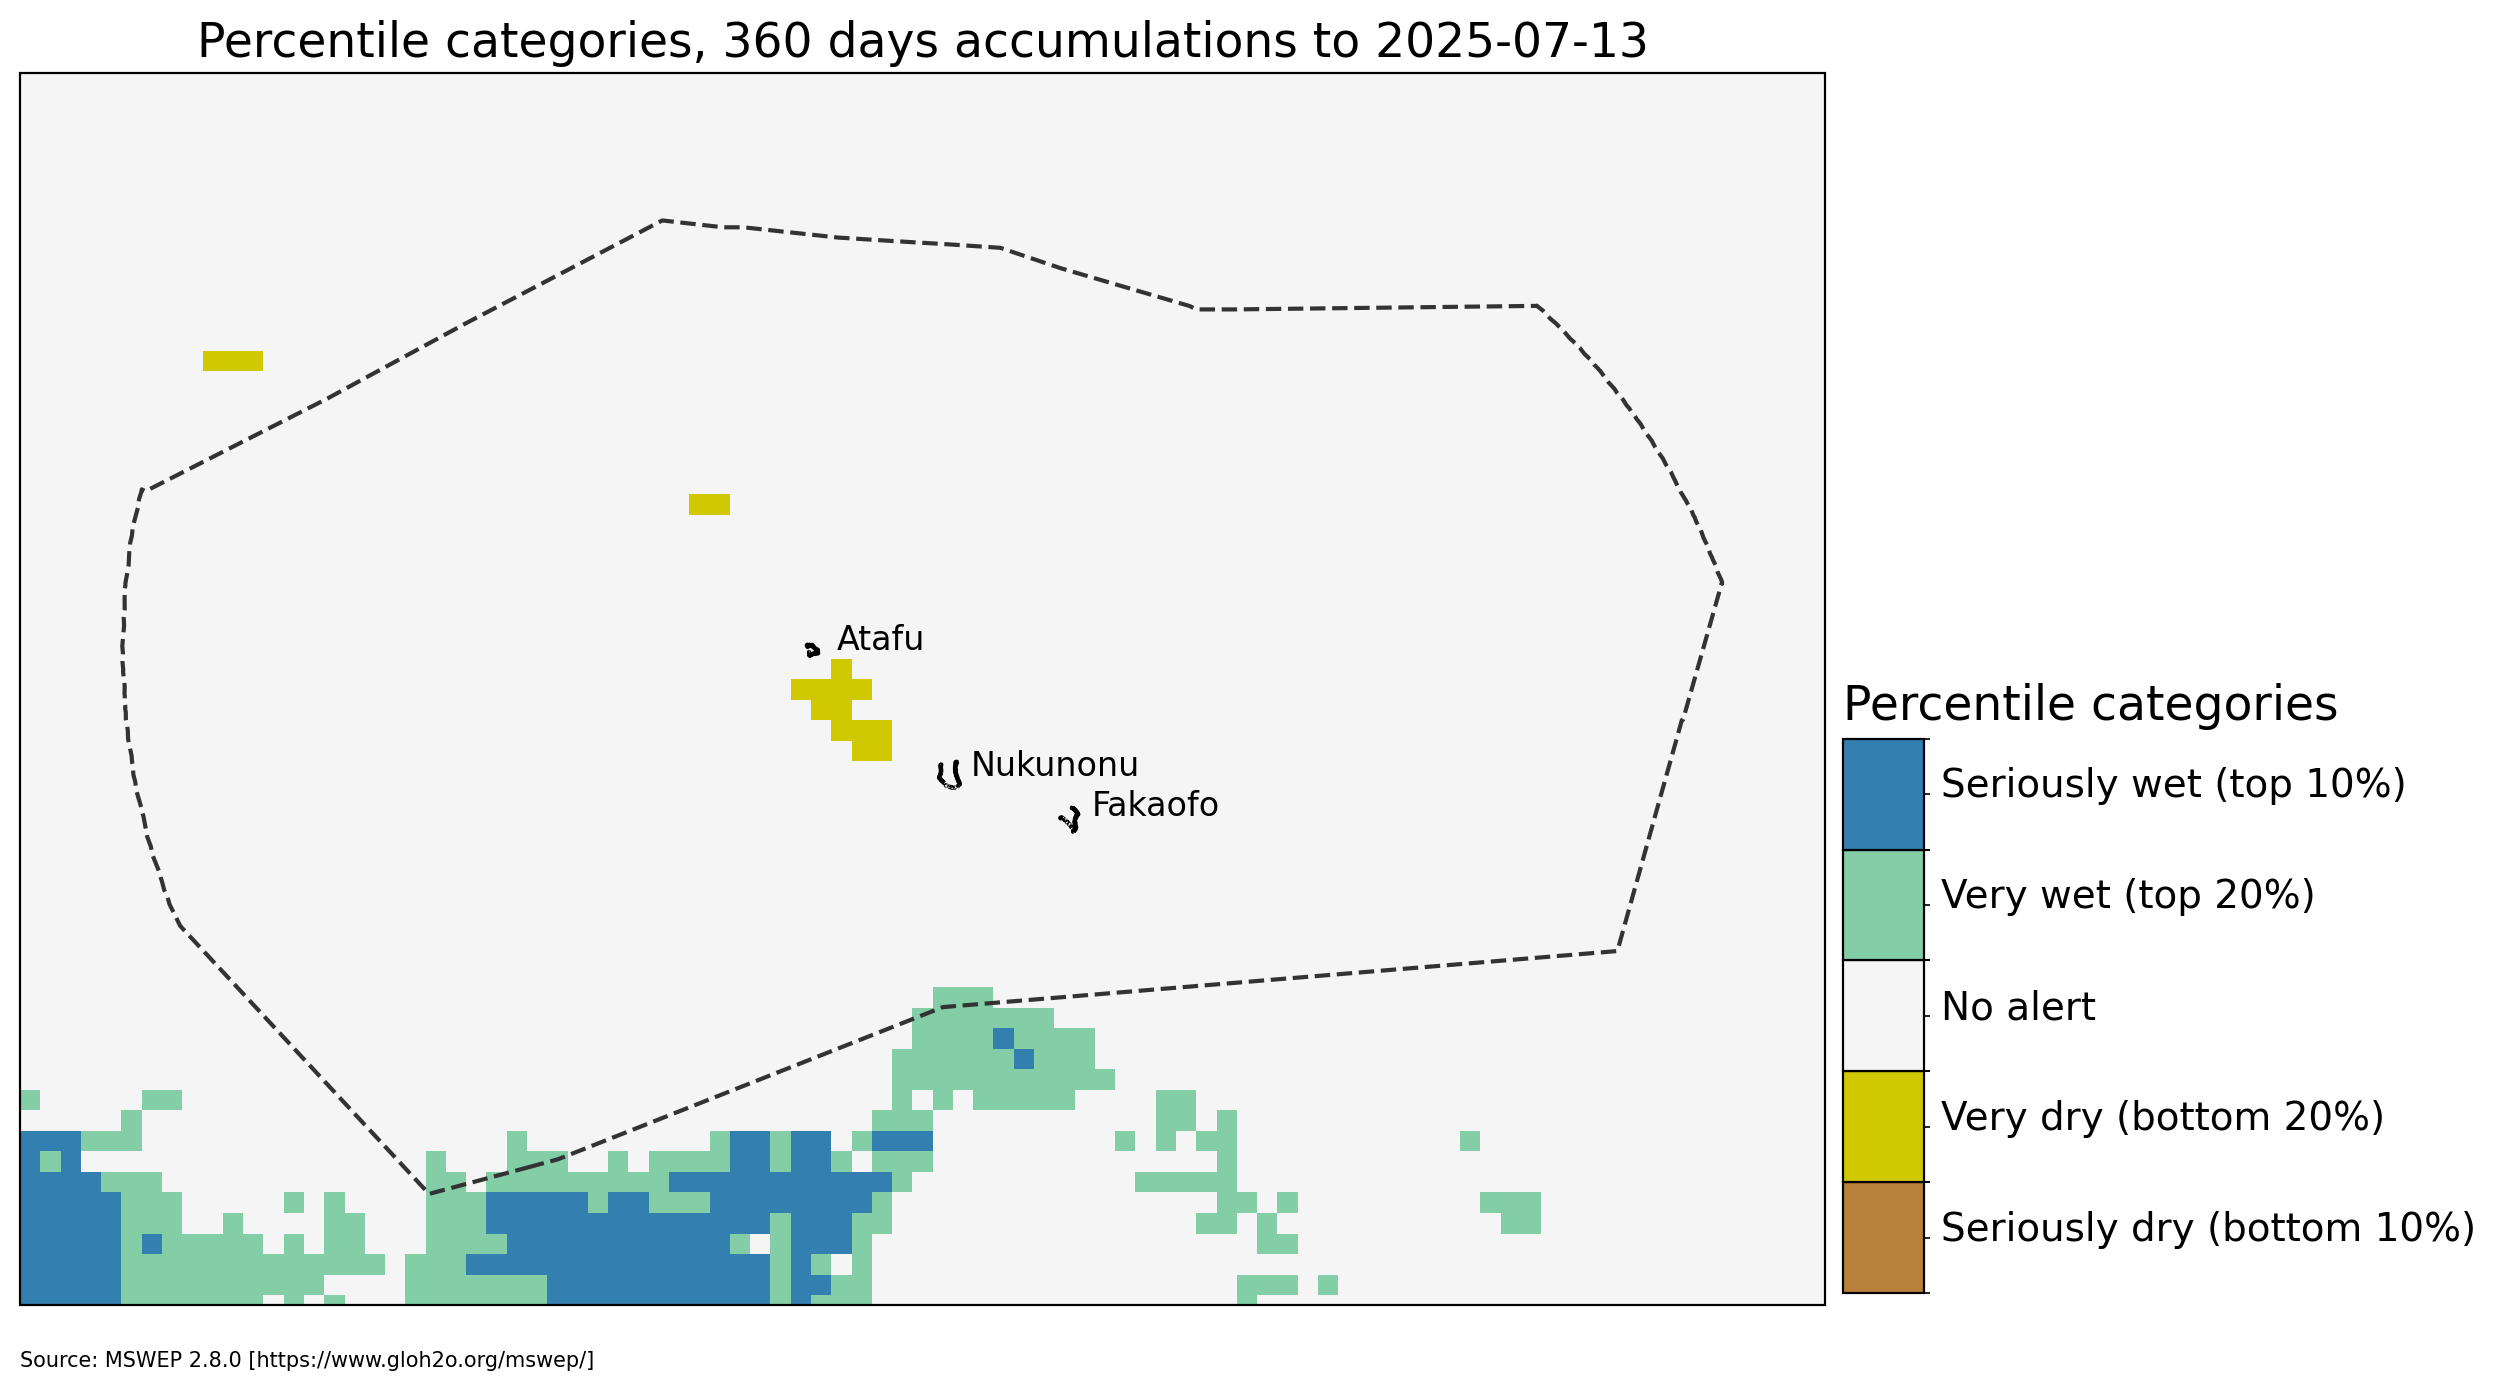 Percentile categories, 360 days accumulations to 2025-07-13
Atafu
Nukunonu
Fakaofo
Percentile categories
Seriously wet (top 10%)
Very wet (top 20%)
No alert
Very dry (bottom 20%)
Seriously dry (bottom 10%)
Source: MSWEP 2.8.0 [https://www.gloh2o.org/mswep/]